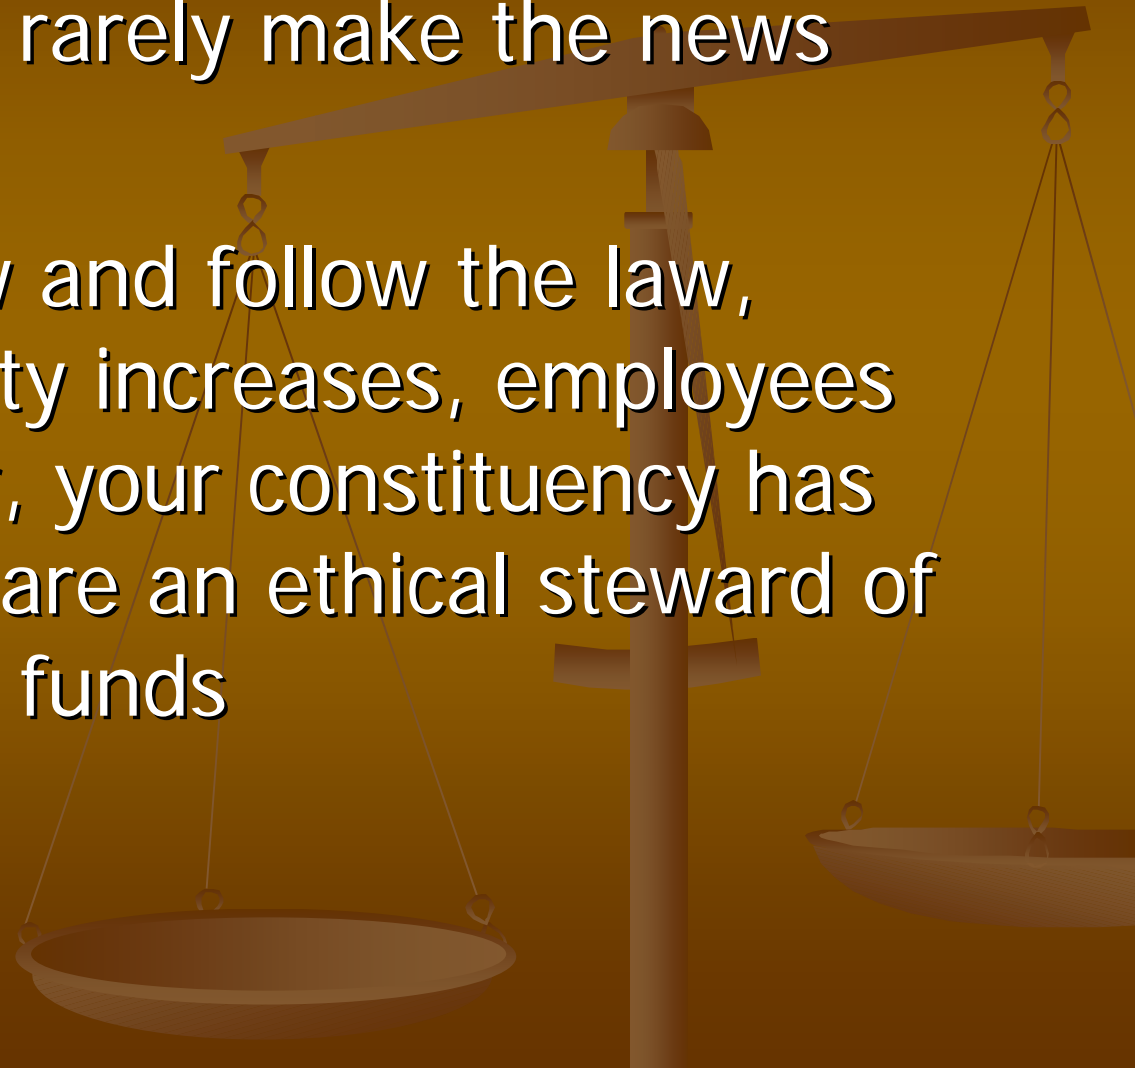 rarely make the news
and follow the law,
ty increases, employees
, your constituency has
are an ethical steward of
funds